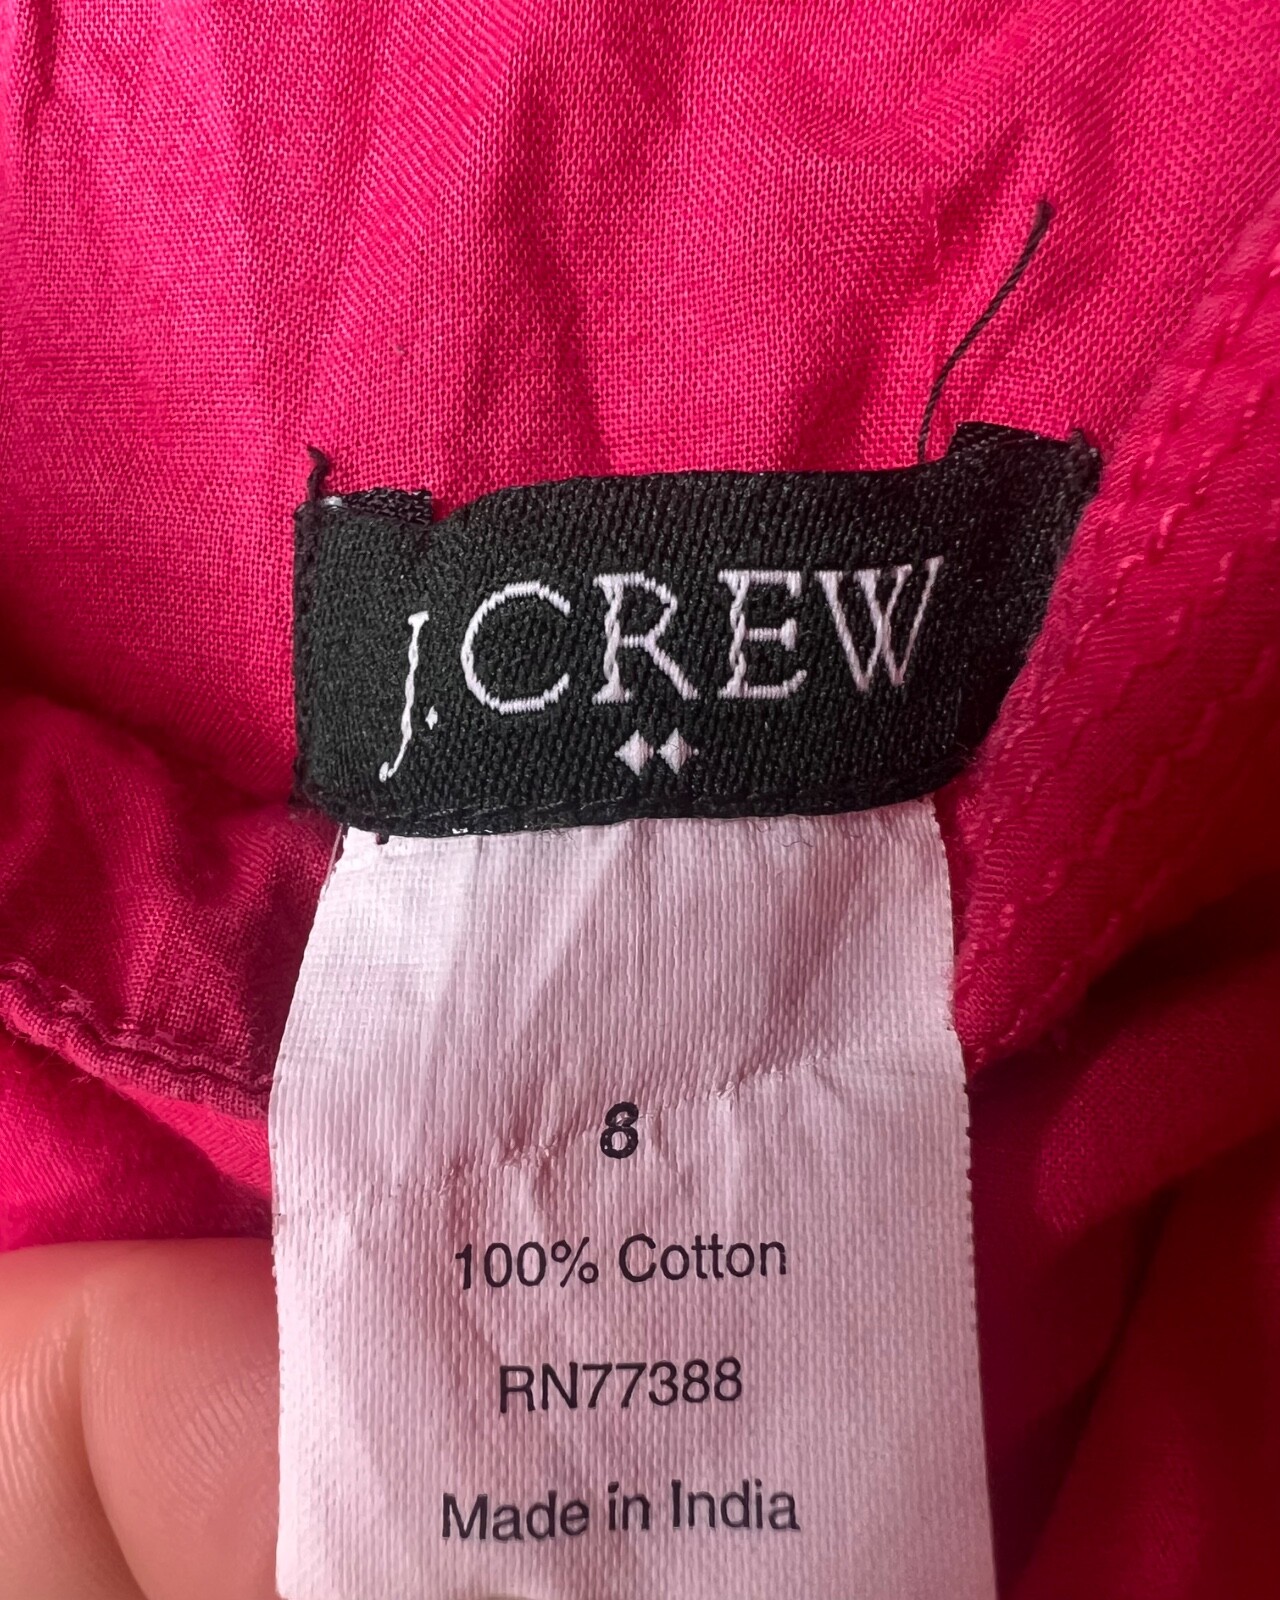 J.CREW
8
100% Cotton
RN77388
Made in India